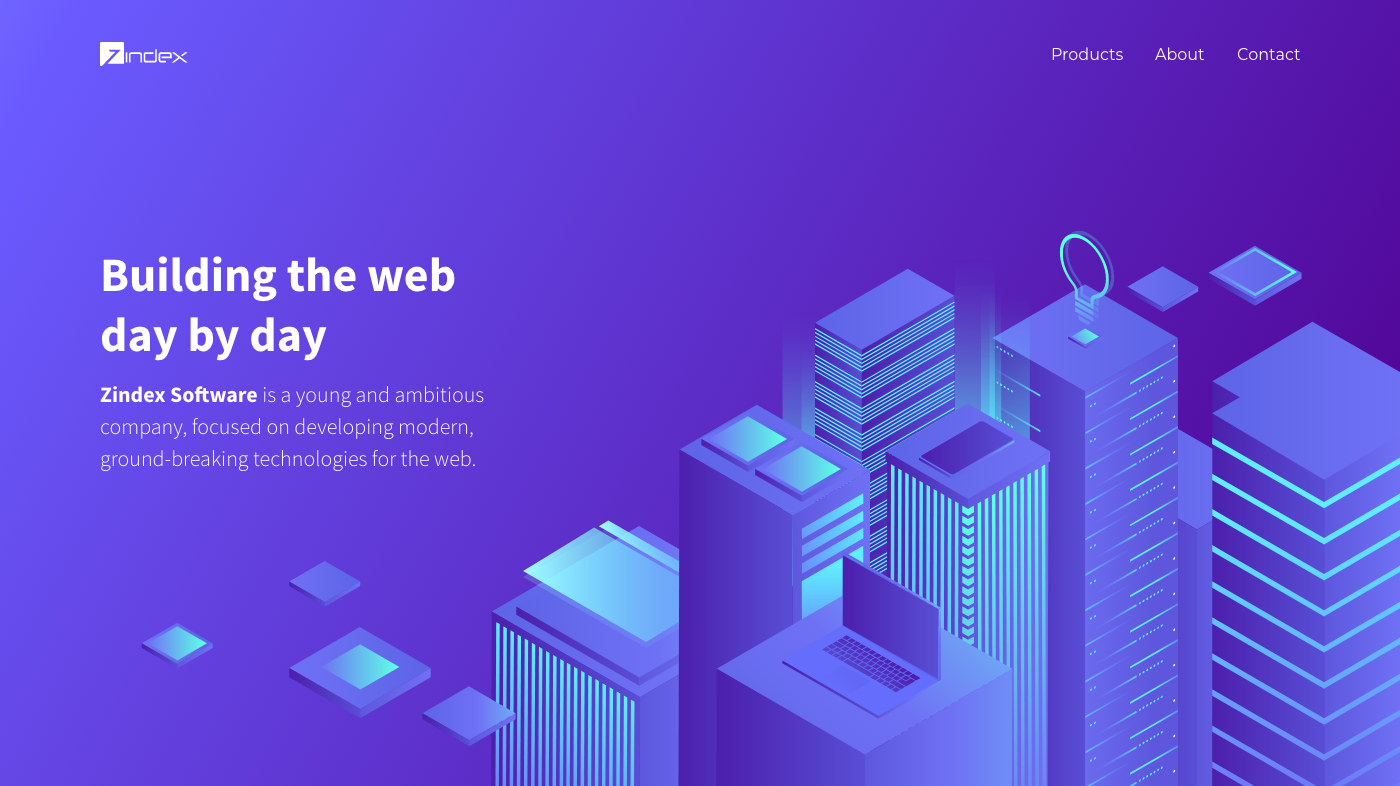 Zindex
Products About Contact
Building the web
day by day
Zindex Software is a young and ambitious
company, focused on developing modern,
ground-breaking technologies for the web.